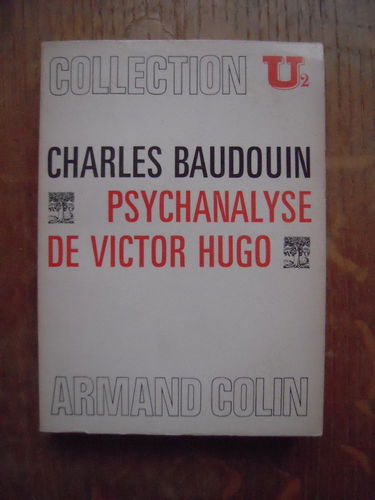 COLLECTION U2
CHARLES BAUDOUIN
PSYCHANALYSE
DE VICTOR HUGO
ARMAND COLIN